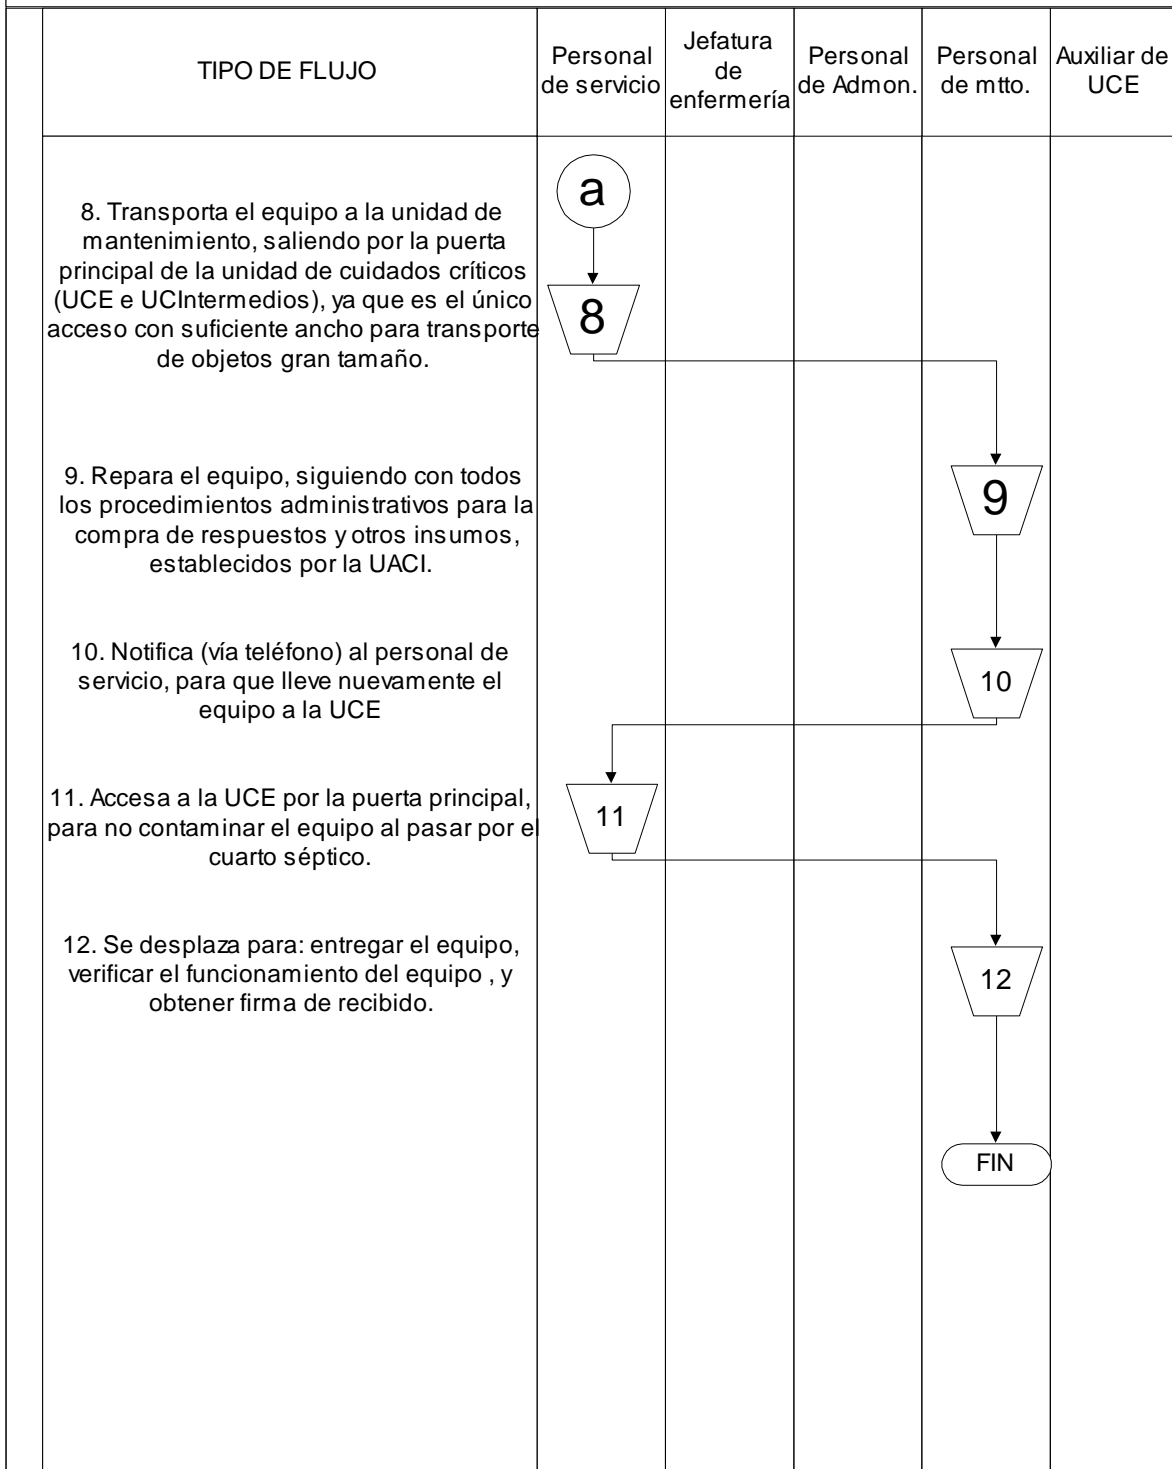 TIPO DE FLUJO
Personal
de servicio
Jefatura
de
enfermería
Personal
de Admon.
Personal
de mtto.
Auxiliar de
UCE
a
8. Transporta el equipo a la unidad de
mantenimiento, saliendo por la puerta
principal de la unidad de cuidados críticos
(UCE e UCIntermedios), ya que es el único
acceso con suficiente ancho para transporte
de objetos gran tamaño.
8
9. Repara el equipo, siguiendo con todos
los procedimientos administrativos para la
compra de respuestos y otros insumos,
establecidos por la UACI.
9
10. Notifica (vía teléfono) al personal de
servicio, para que lleve nuevamente el
equipo a la UCE
10
11. Accesa a la UCE por la puerta principal,
para no contaminar el equipo al pasar por el
cuarto séptico.
11
12. Se desplaza para: entregar el equipo,
verificar el funcionamiento del equipo , y
obtener firma de recibido.
12
FIN